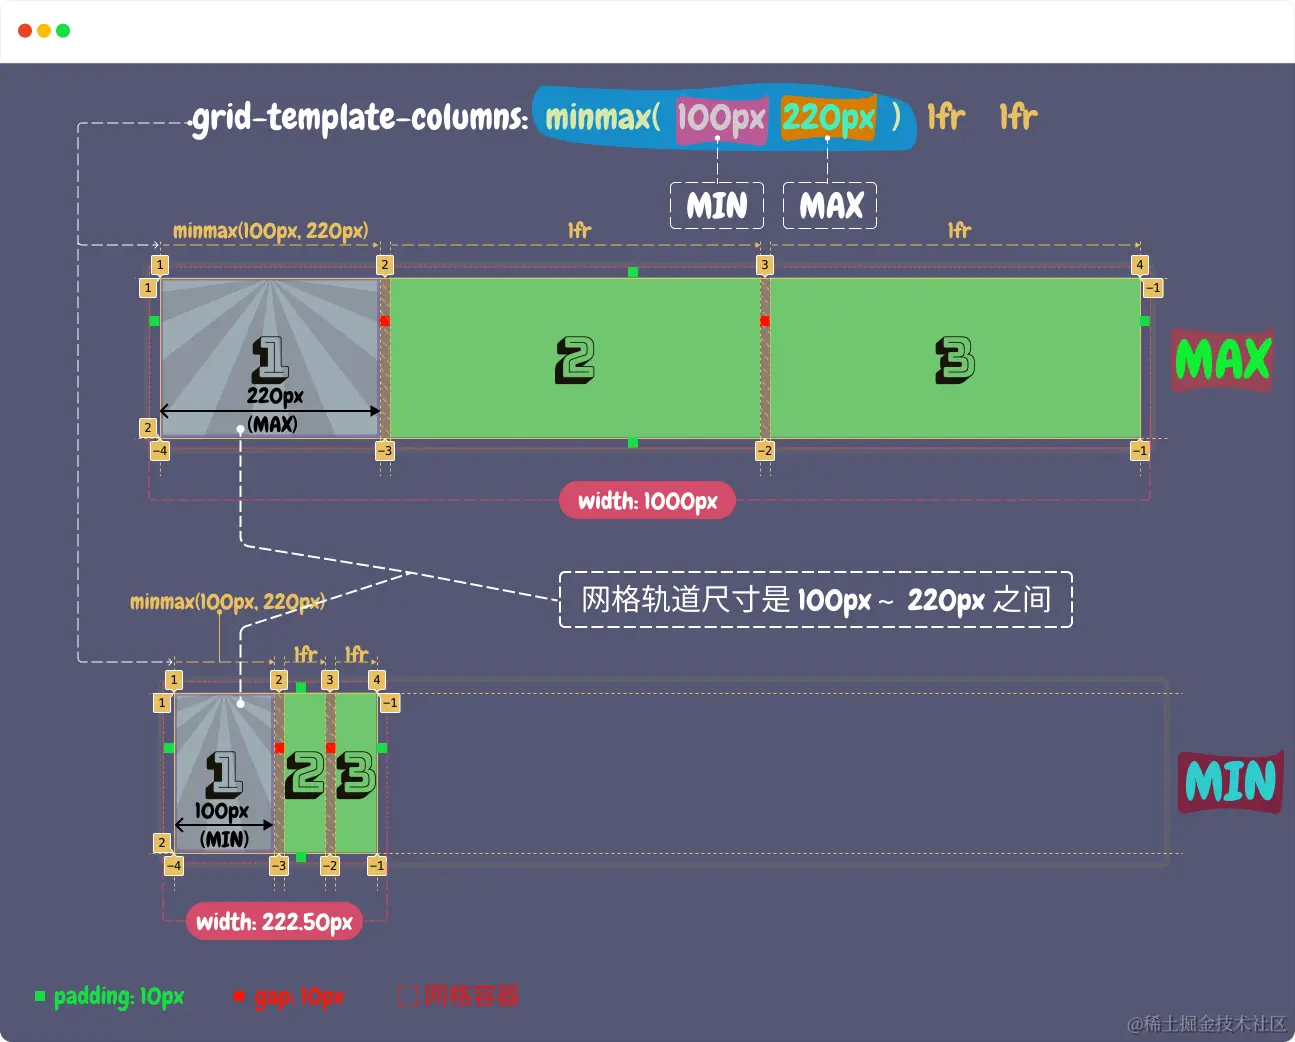 grid-template-columns: minmax( 100px 220px ) 1fr 1fr
MIN MAX
minmax(100px, 220px) 1fr 1fr
1 2 3 4
1 -1
1 2 3
220px
(MAX)
MAX
2
-4 -3 -2 -1
width: 1000px
网格轨道尺寸是 100px ~ 220px 之间
minmax(100px, 220px)
1fr 1fr
1 2 3 4
1 -1
1 2 3
100px
(MIN)
MIN
2
-4 -3 -2 -1
width: 222.50px
padding: 10px gap: 10px 网格容器
@稀土掘金技术社区